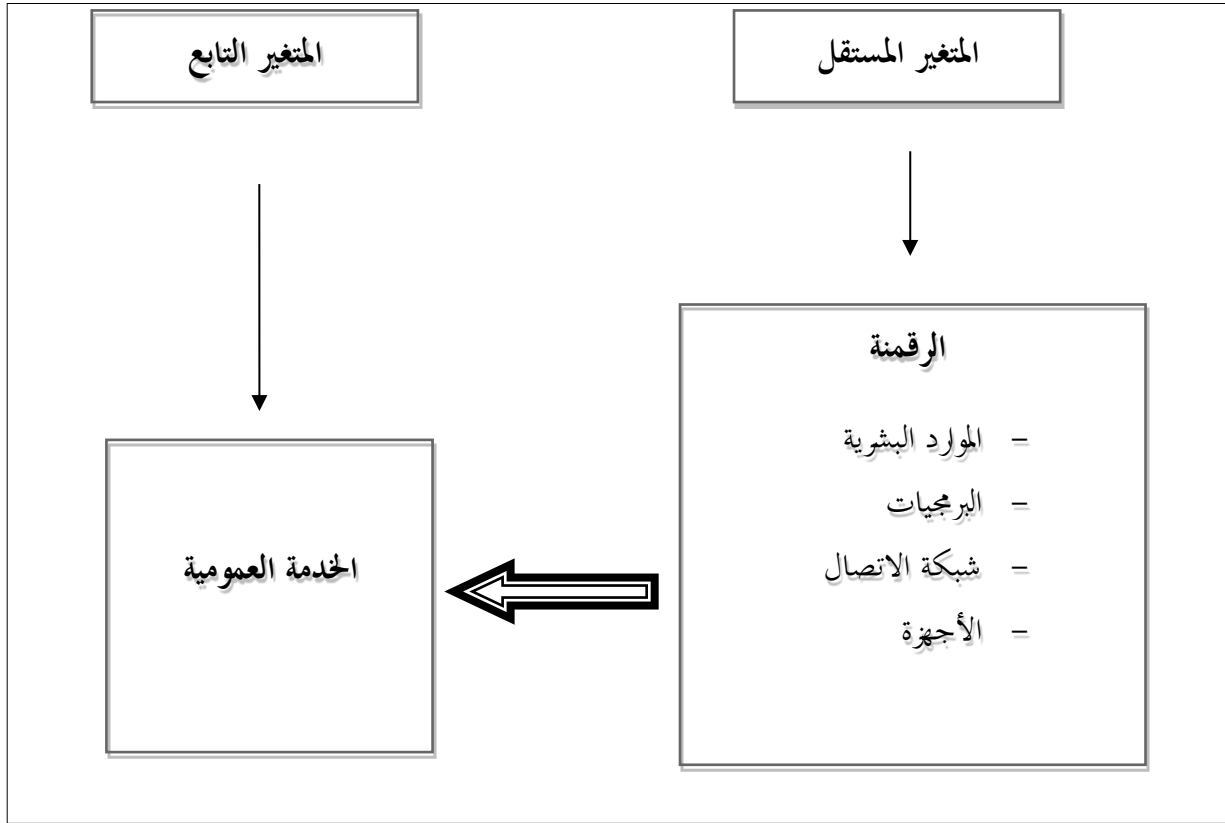 المتغير المستقل
المتغير التابع
الرقمنة
- الموارد البشرية
- البرمجيات
- شبكة الاتصال
- الأجهزة
الخدمة العمومية